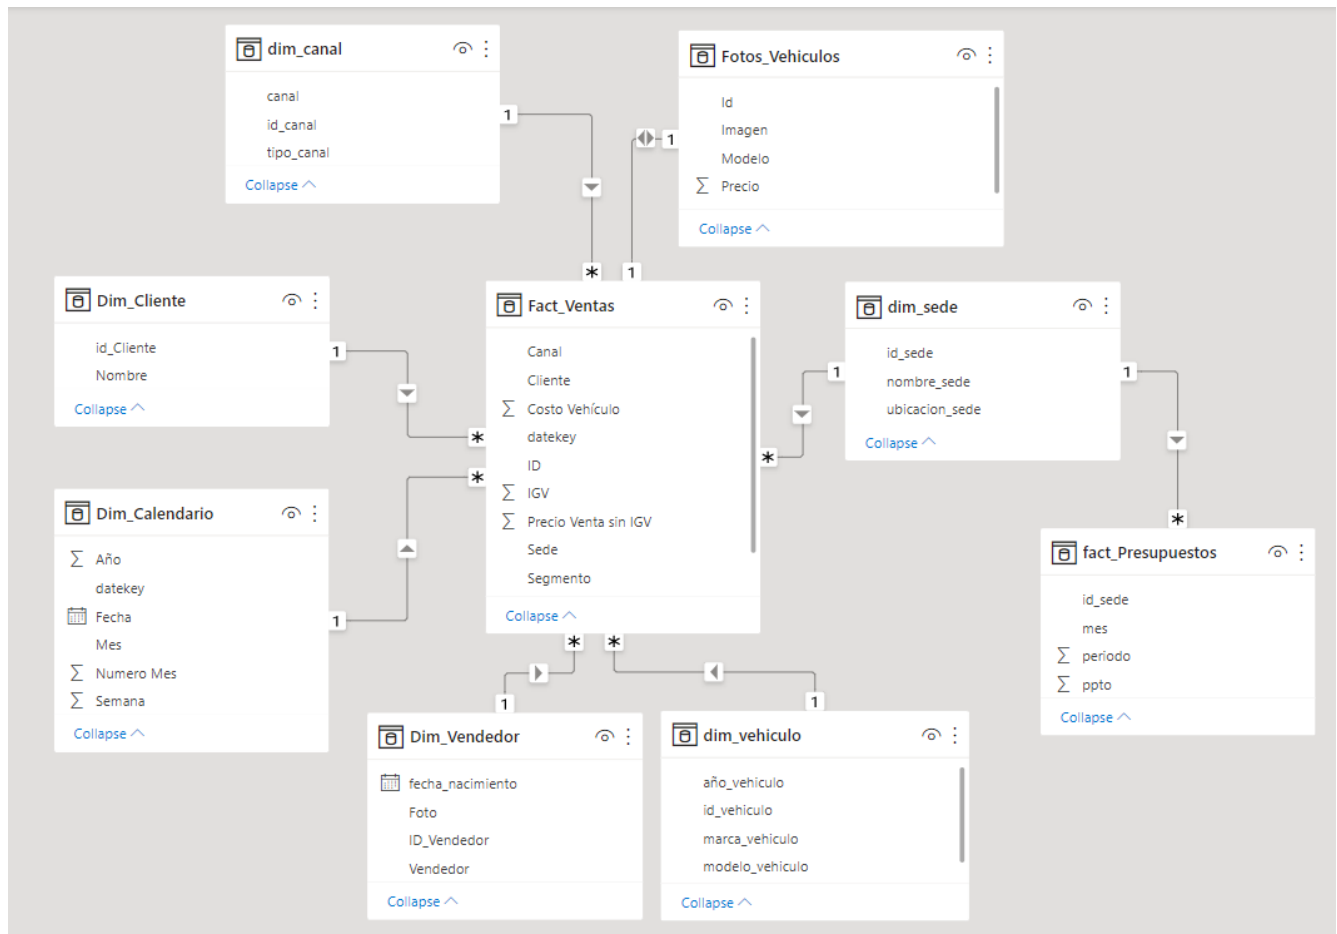 dim_canal
canal
id_canal
tipo_canal
Collapse
Fotos_Vehiculos
Id
Imagen
Modelo
Precio
Collapse
1
1
*
1
Dim_Cliente
id_Cliente
Nombre
Collapse
1
*
Fact_Ventas
Canal
Cliente
Costo Vehículo
datekey
ID
IGV
Precio Venta sin IGV
Sede
Segmento
Collapse
dim_sede
id_sede
nombre_sede
ubicacion_sede
Collapse
1
*
1
*
Dim_Calendario
Año
datekey
Fecha
Mes
Numero Mes
Semana
Collapse
1
*
fact_Presupuestos
id_sede
mes
periodo
ppto
Collapse
*
*
1
1
Dim_Vendedor
fecha_nacimiento
Foto
ID_Vendedor
Vendedor
Collapse
dim_vehiculo
año_vehiculo
id_vehiculo
marca_vehiculo
modelo_vehiculo
Collapse